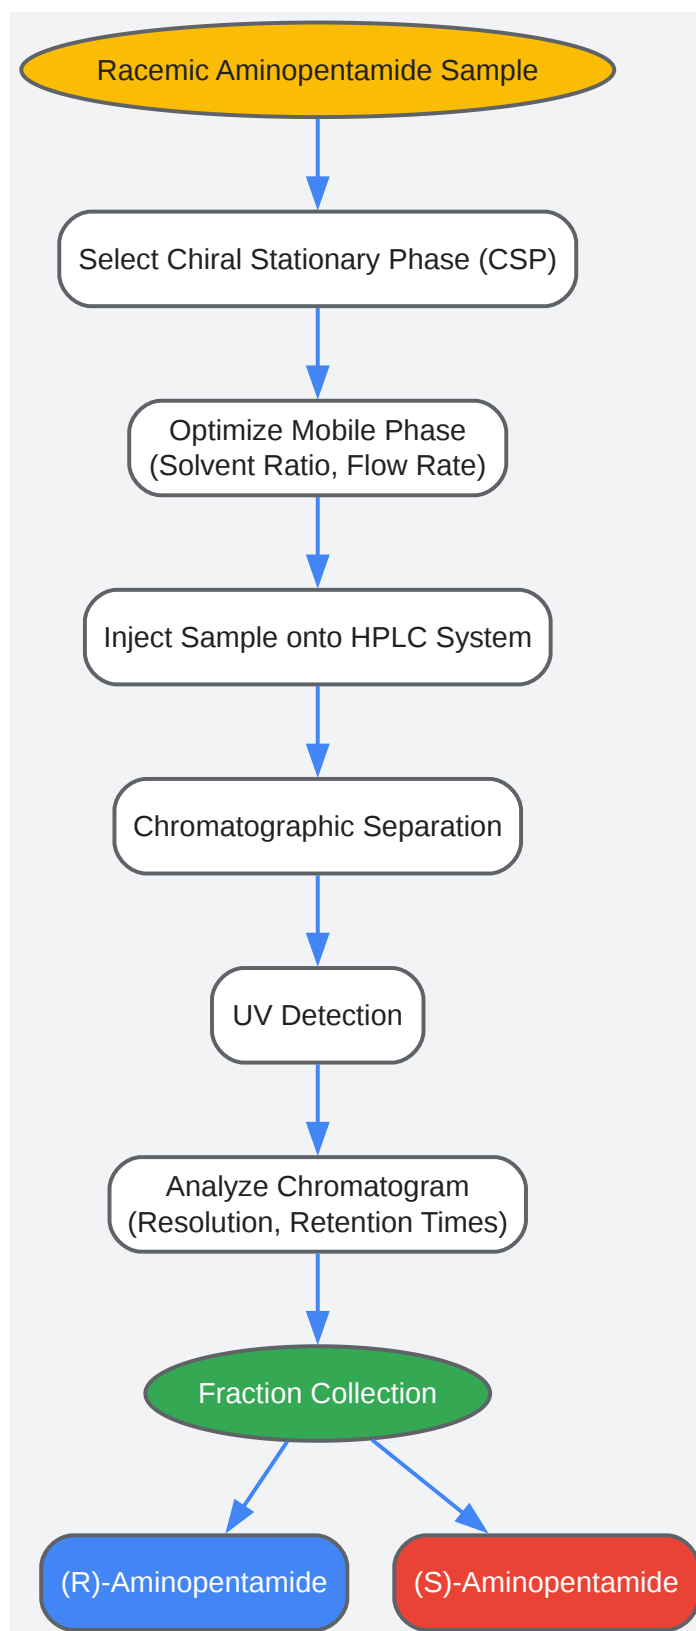 Racemic Aminopentamide Sample
Select Chiral Stationary Phase (CSP)
Optimize Mobile Phase
(Solvent Ratio, Flow Rate)
Inject Sample onto HPLC System
Chromatographic Separation
UV Detection
Analyze Chromatogram
(Resolution, Retention Times)
Fraction Collection
(R)-Aminopentamide
(S)-Aminopentamide